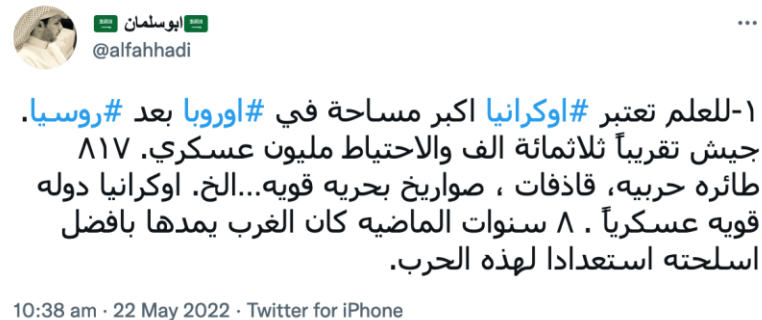 🇸🇦ابوسلمان 🇸🇦
@alfahhadi
١-للعلم تعتبر #اوكرانيا اكبر مساحة في #اوروبا بعد #روسيا.
جيش تقريباً ثلاثمائة الف والاحتياط مليون عسكري. ٨١٧
طائره حربيه، قاذفات ، صواريخ بحريه قويه...الخ. اوكرانيا دوله
قويه عسكرياً . ٨ سنوات الماضيه كان الغرب يمدها بافضل
اسلحته استعدادا لهذه الحرب.
10:38 am · 22 May 2022 · Twitter for iPhone